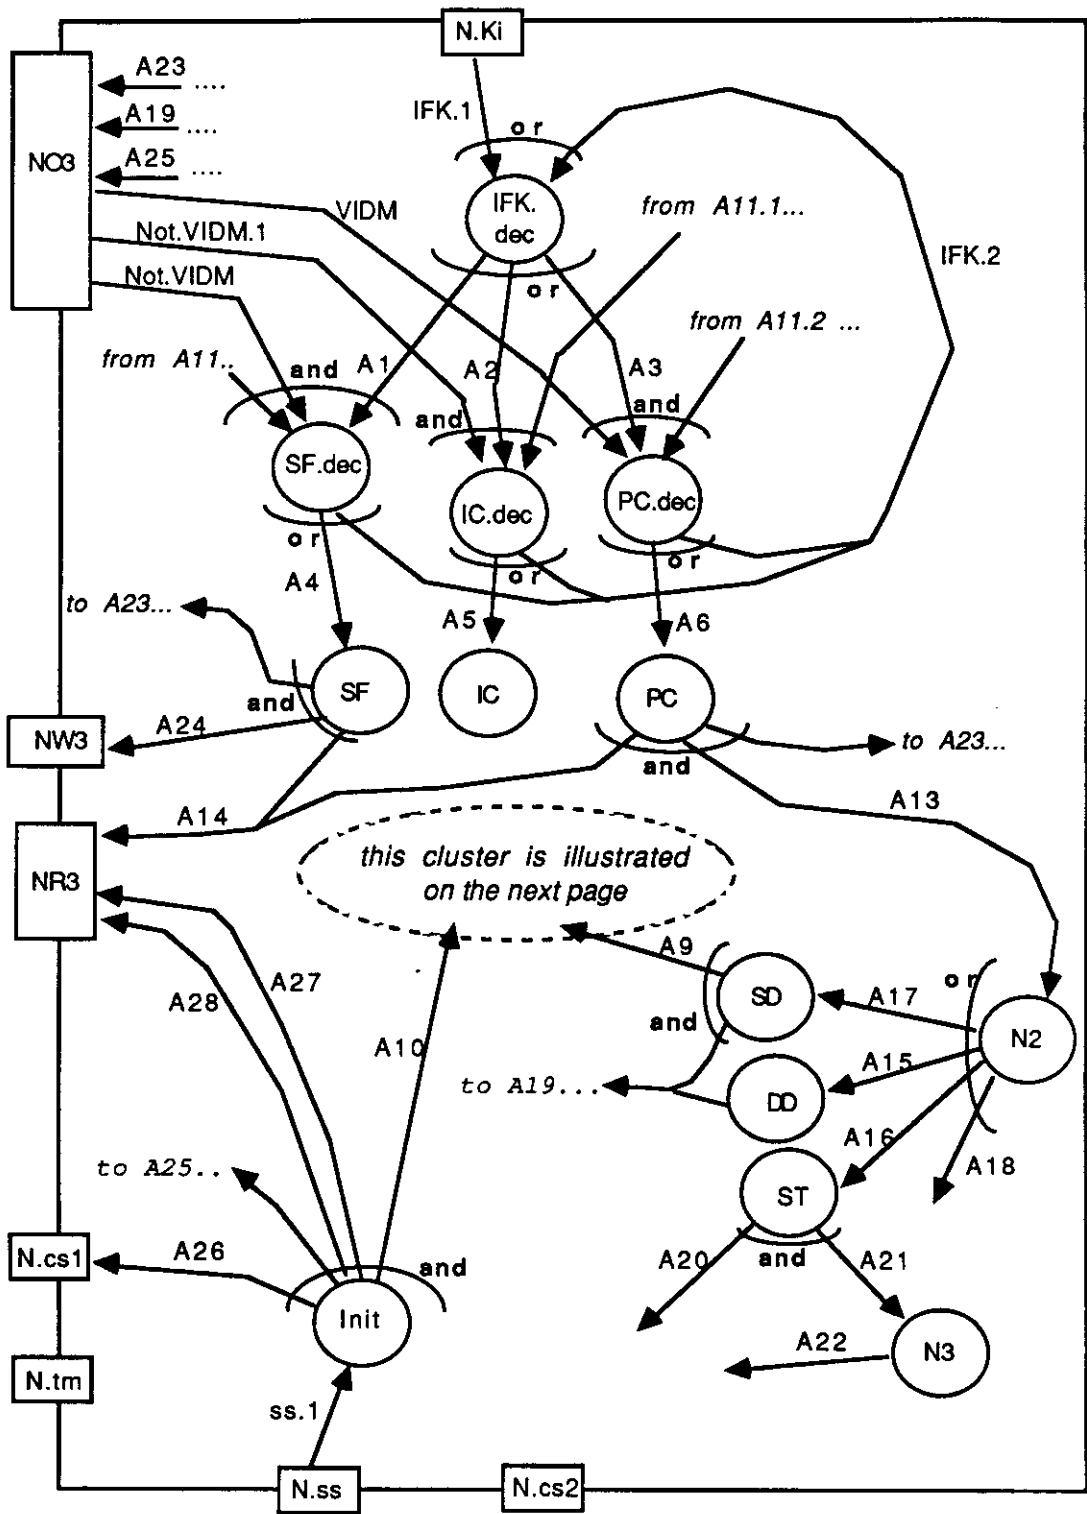 N.Ki
A23 ....
A19 ....
A25 ....
NO3
IFK.1
or
IFK.
dec
or
VIDM
Not.VIDM.1
Not.VIDM
from A11.1...
IFK.2
from A11.2 ...
from A11..
and
A1
A2
A3
and
and
SF.dec
IC.dec
PC.dec
or
or
or
A4
A5
A6
to A23...
SF
IC
PC
and
A24
NW3
and
to A23...
A14
A13
NR3
this cluster is illustrated
on the next page
A27
A28
A10
A9
SD
and
A17
or
N2
A15
to A19...
DD
A16
A18
to A25..
ST
and
A20
A21
N.cs1
A26
and
Init
A22
N3
N.tm
ss.1
N.ss
N.cs2